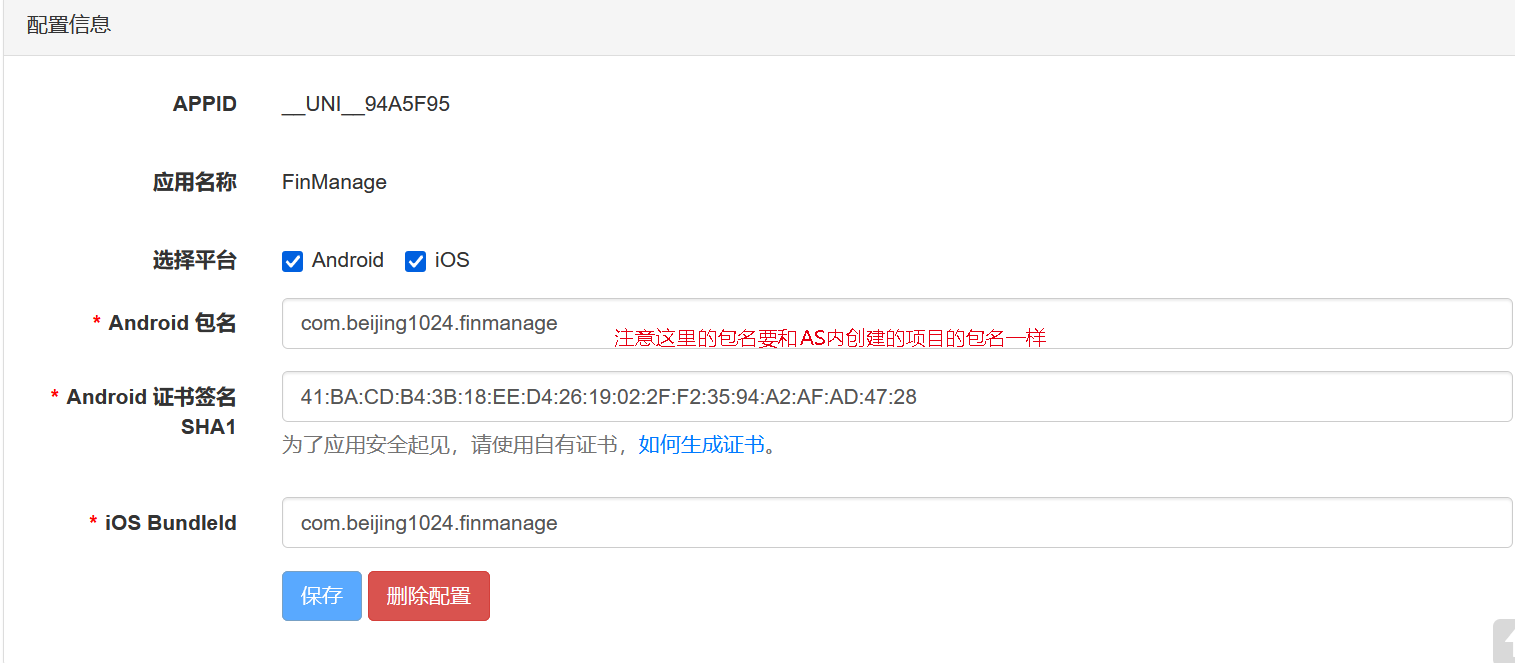 配置信息
APPID __UNI__94A5F95
应用名称 FinManage
选择平台 Android iOS
* Android 包名 com.beijing1024.finmanage
注意这里的包名要和AS内创建的项目的包名一样
* Android 证书签名 SHA1 41:BA:CD:B4:3B:18:EE:D4:26:19:02:2F:F2:35:94:A2:AF:AD:47:28
为了应用安全起见，请使用自有证书，如何生成证书。
* iOS BundleId com.beijing1024.finmanage
保存 删除配置